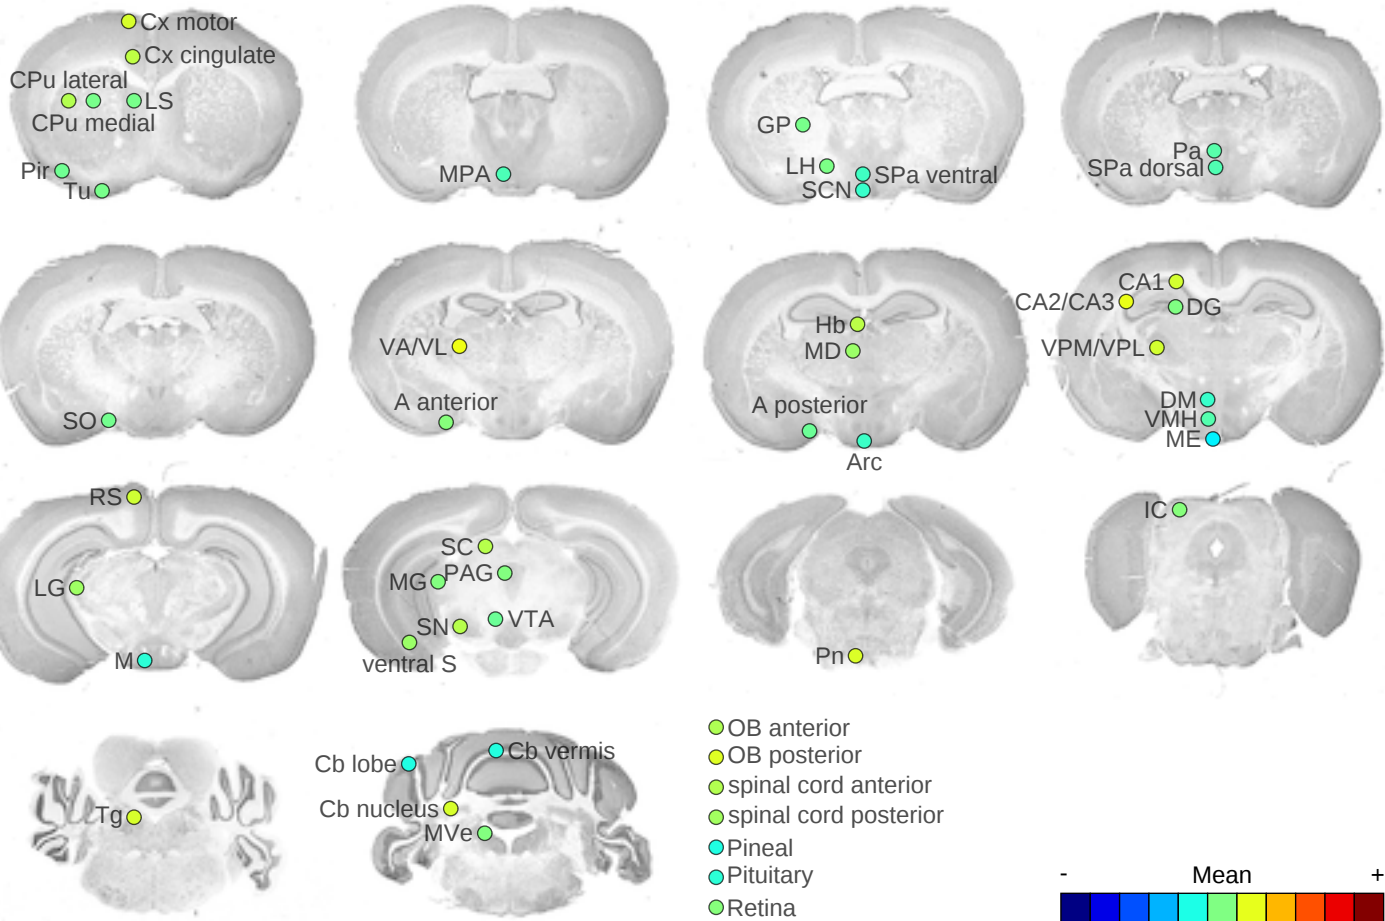 Cx motor
Cx cingulate
CPu lateral
LS
CPu medial
Pir
Tu
MPA
GP
LH
SPa ventral
SCN
Pa
SPa dorsal
SO
VA/VL
A anterior
Hb
MD
A posterior
Arc
CA1
CA2/CA3
DG
VPM/VPL
DM
VMH
ME
RS
LG
M
SC
MG
PAG
SN
VTA
ventral S
Pn
IC
Tg
Cb lobe
Cb vermis
Cb nucleus
MVe
OB anterior
OB posterior
spinal cord anterior
spinal cord posterior
Pineal
Pituitary
Retina
- Mean +